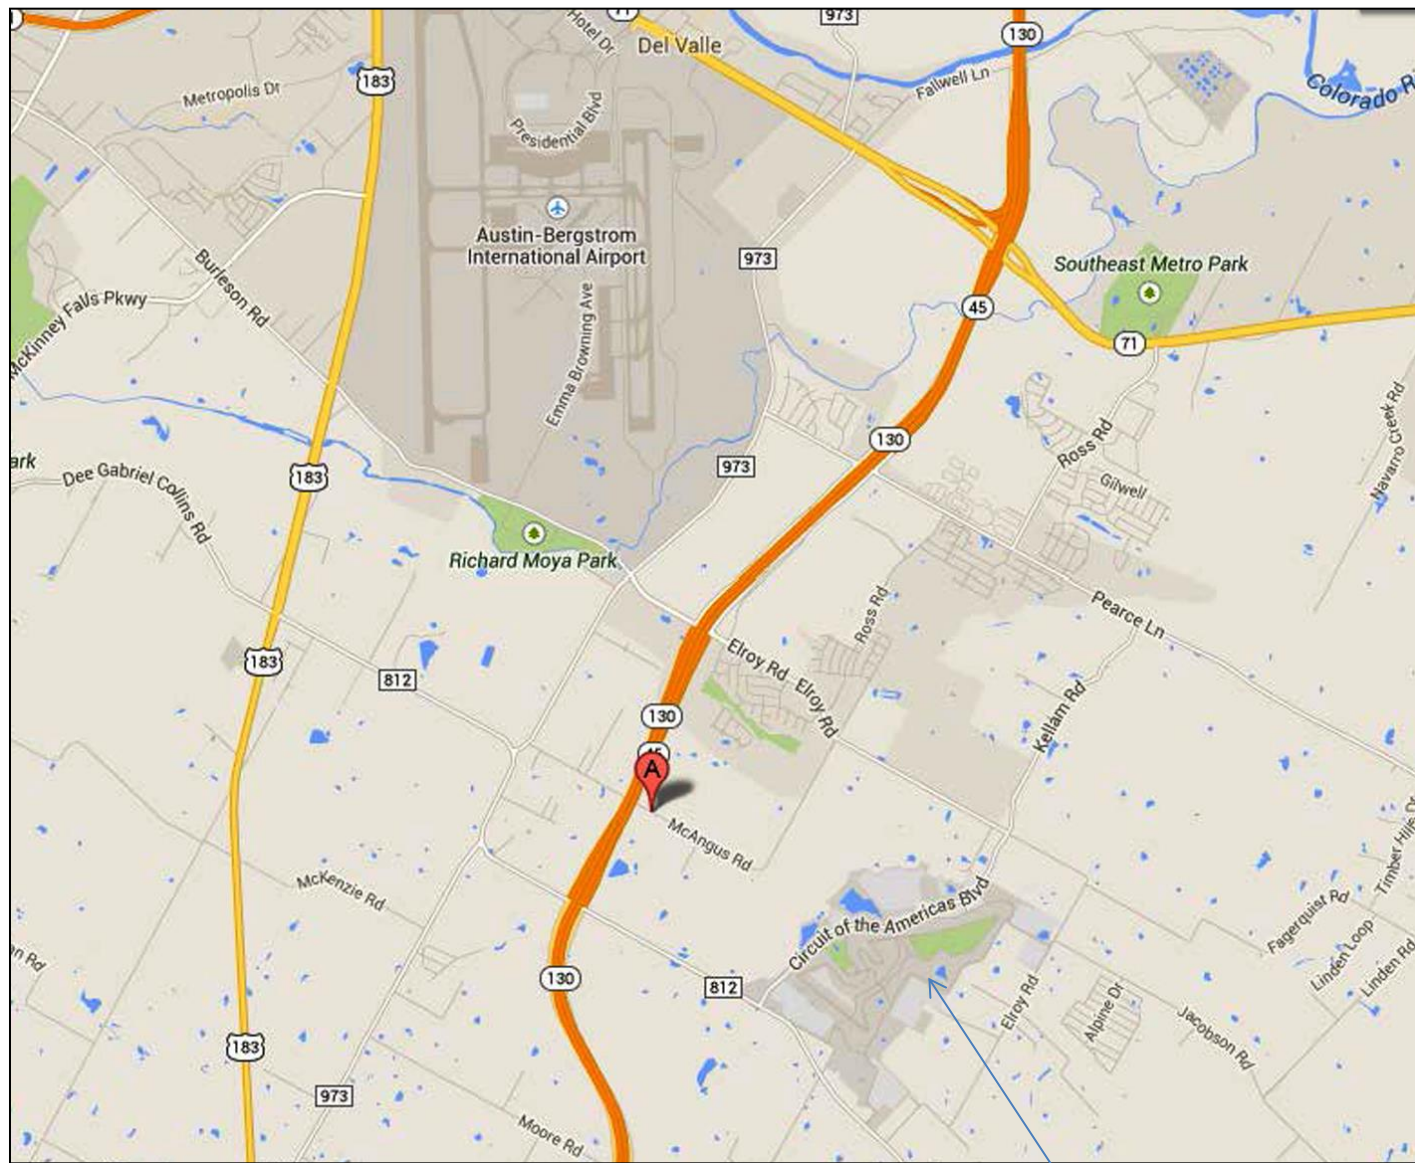 973
130
Hotel Dr
Del Valle
183
Metropolis Dr
Fallwell Ln
Colorado R
Presidential Blvd
Austin-Bergstrom
International Airport
973
Southeast Metro Park
Burleson Rd
McKinney Falls Pkwy
45
71
Emma Browning Ave
Navarro Creek Rd
130
Ross Rd
ark
973
Dee Gabriel Collins Rd
183
Gilwell
Richard Moya Park
Ross Rd
Pearce Ln
Elroy Rd
183
812
Elroy Rd
Kellam Rd
130
45
A
McAngus Rd
Timber Hills Dr
McKenzie Rd
Circuit of the Americas Blvd
Fagerquist Rd
Linden Loop
Linden Rd
an Rd
130
812
Elroy Rd
Alpine Dr
Jacobson Rd
183
973
Moore Rd